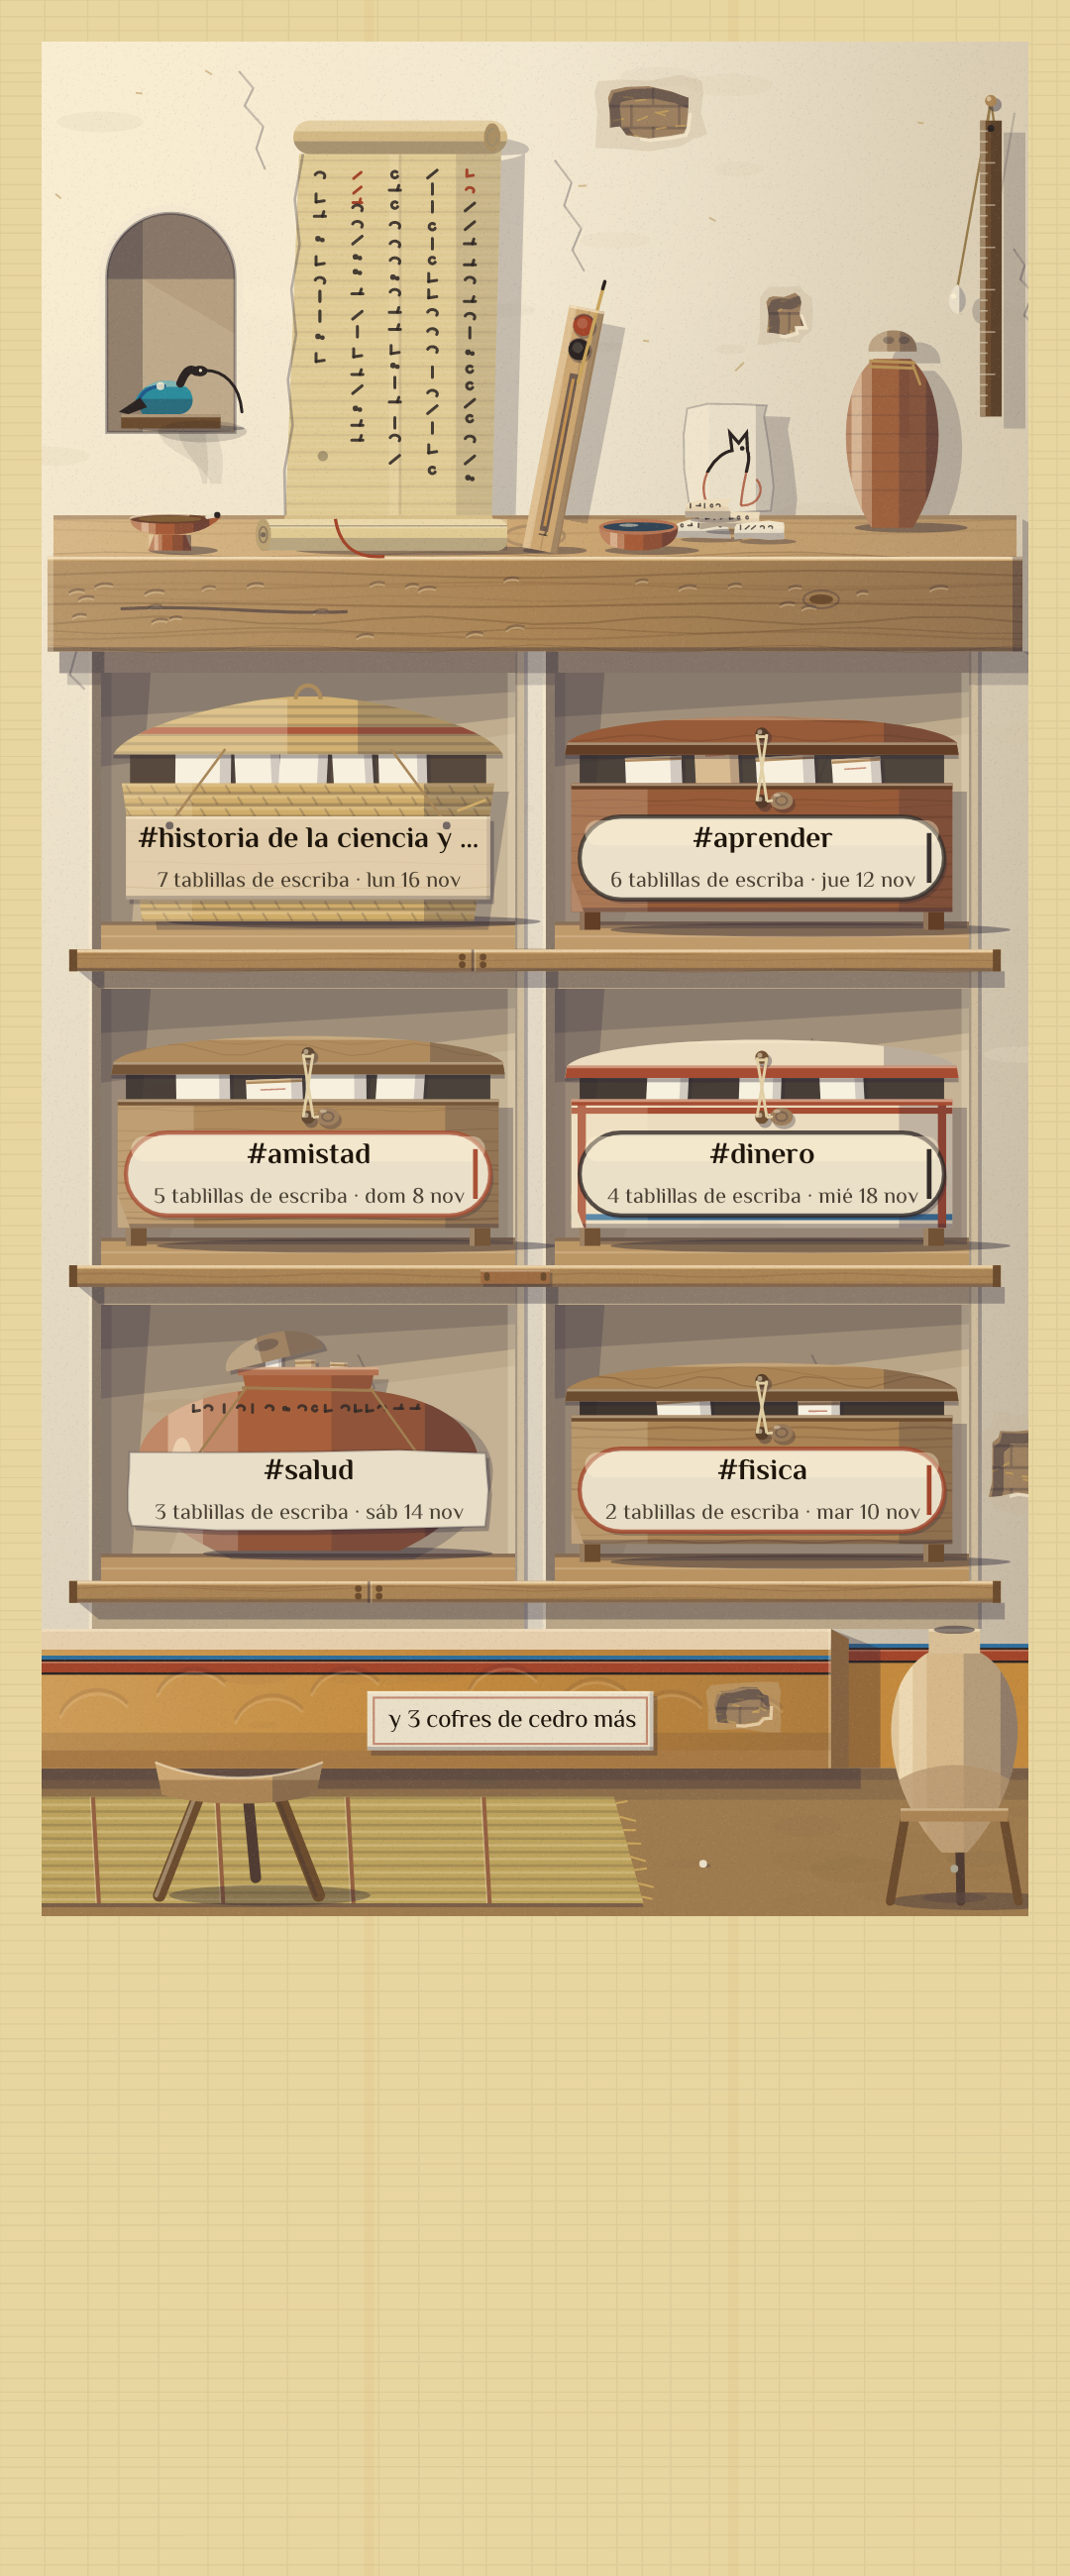 #historia de la ciencia y ...
7 tablillas de escriba · lun 16 nov
#aprender
6 tablillas de escriba · jue 12 nov
#amistad
5 tablillas de escriba · dom 8 nov
#dinero
4 tablillas de escriba · mié 18 nov
#salud
3 tablillas de escriba · sáb 14 nov
#fisica
2 tablillas de escriba · mar 10 nov
y 3 cofres de cedro más